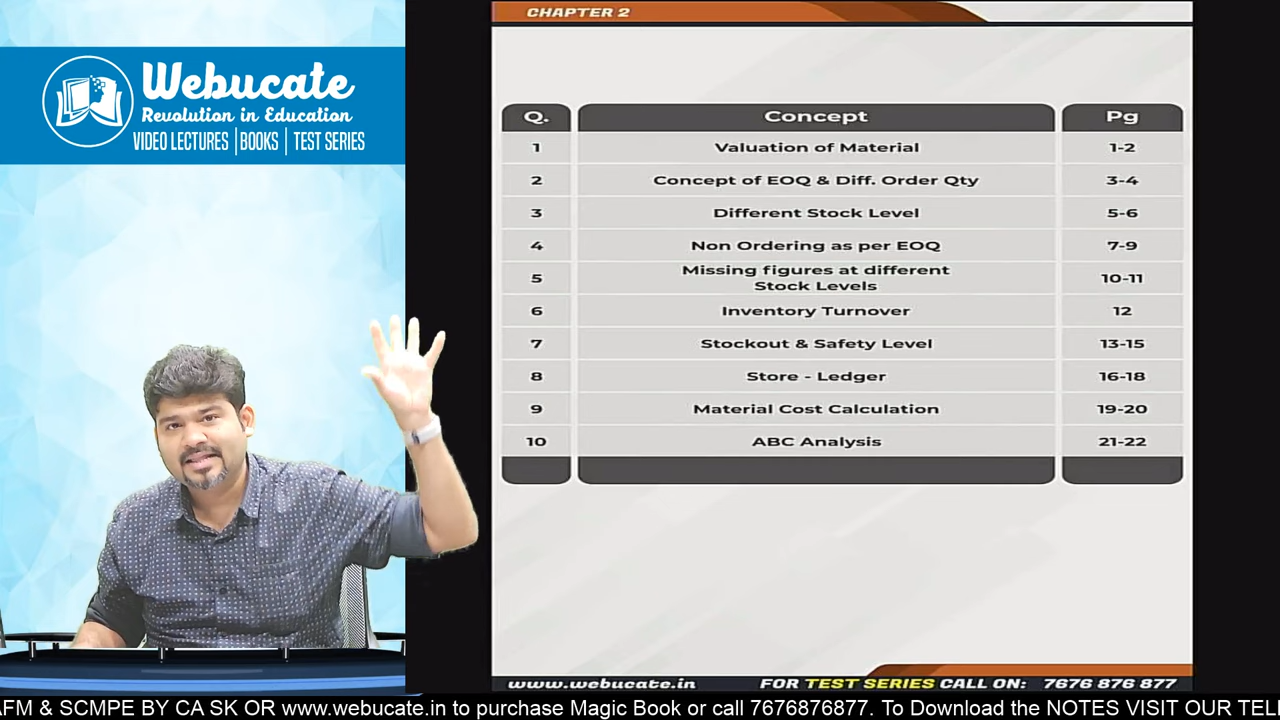 CHAPTER 2
Webucate
Revolution in Education
VIDEO LECTURES | BOOKS | TEST SERIES
Q. Concept Pg
1 Valuation of Material 1-2
2 Concept of EOQ & Diff. Order Qty 3-4
3 Different Stock Level 5-6
4 Non Ordering as per EOQ 7-9
5 Missing figures at different
Stock Levels 10-11
6 Inventory Turnover 12
7 Stockout & Safety Level 13-15
8 Store - Ledger 16-18
9 Material Cost Calculation 19-20
10 ABC Analysis 21-22
www.webucate.in FOR TEST SERIES CALL ON: 7676 876 877
AFM & SCMPE BY CA SK OR www.webucate.in to purchase Magic Book or call 7676876877. To Download the NOTES VISIT OUR TEL